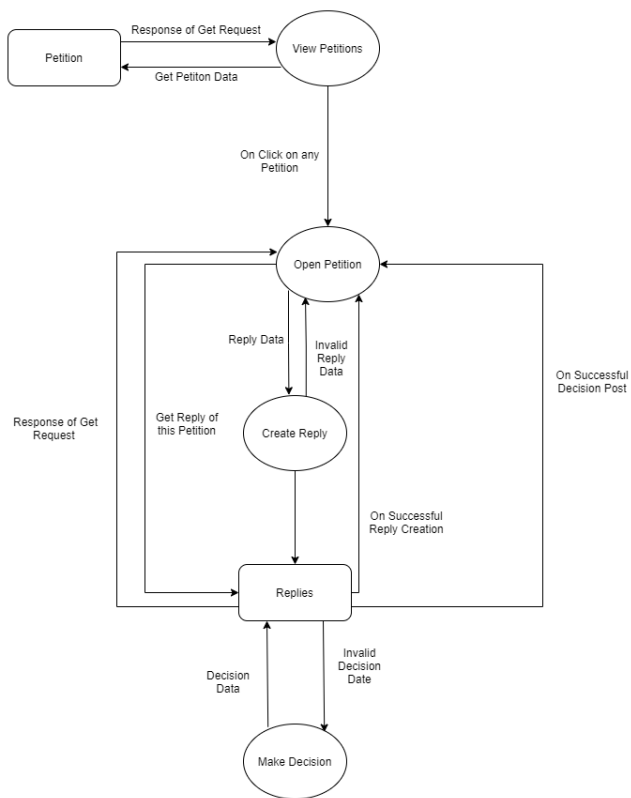 Response of Get Request
Petition
View Petitions
Get Petiton Data
On Click on any
Petition
Open Petition
Reply Data
Invalid
Reply
Data
On Successful
Decision Post
Response of Get
Request
Get Reply of
this Petition
Create Reply
On Successful
Reply Creation
Replies
Decision
Data
Invalid
Decision
Date
Make Decision